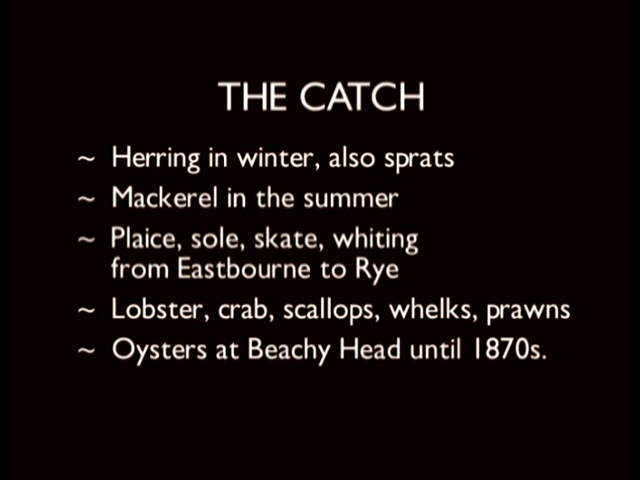 THE CATCH
~ Herring in winter, also sprats
~ Mackerel in the summer
~ Plaice, sole, skate, whiting
from Eastbourne to Rye
~ Lobster, crab, scallops, whelks, prawns
~ Oysters at Beachy Head until 1870s.